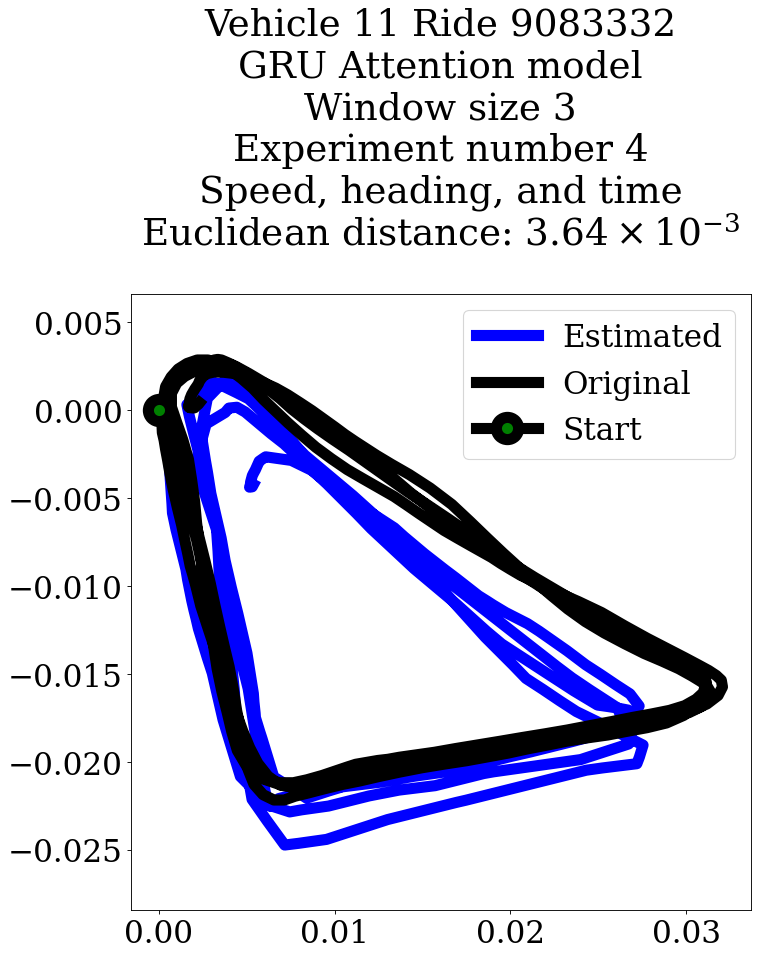 Vehicle 11 Ride 9083332
GRU Attention model
Window size 3
Experiment number 4
Speed, heading, and time
Euclidean distance: 3.64 × 10⁻³
Estimated
Original
Start
0.005
0.000
−0.005
−0.010
−0.015
−0.020
−0.025
0.00 0.01 0.02 0.03